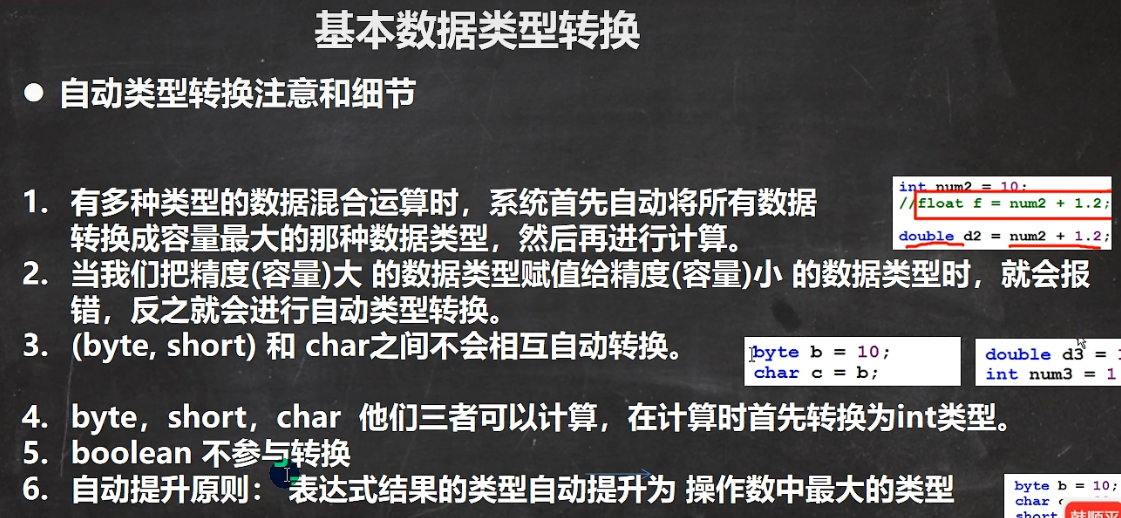 基本数据类型转换
● 自动类型转换注意和细节
1. 有多种类型的数据混合运算时，系统首先自动将所有数据
转换成容量最大的那种数据类型，然后再进行计算。
int num2 = 10;
//float f = num2 + 1.2;
double d2 = num2 + 1.2;
2. 当我们把精度(容量)大 的数据类型赋值给精度(容量)小 的数据类型时，就会报
错，反之就会进行自动类型转换。
3. (byte, short) 和 char之间不会相互自动转换。
byte b = 10;
char c = b;
double d3 =
int num3 = 1
4. byte，short，char 他们三者可以计算，在计算时首先转换为int类型。
5. boolean 不参与转换
6. 自动提升原则： 表达式结果的类型自动提升为 操作数中最大的类型
byte b = 10;
char
short
韩顺平